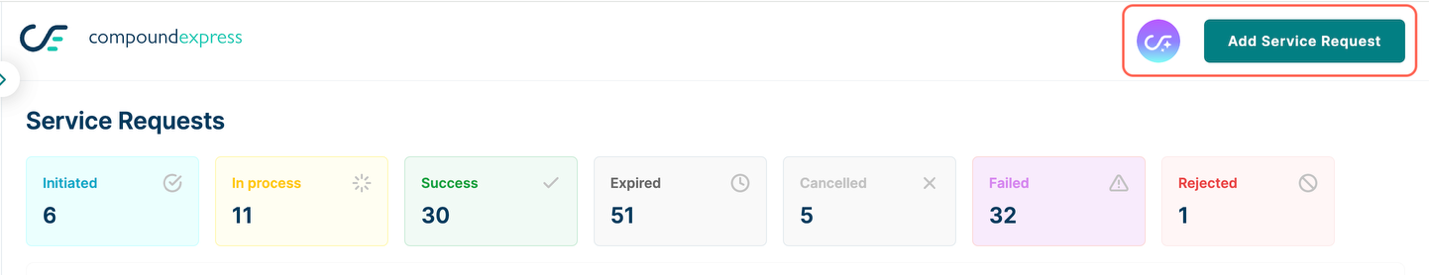 compoundexpress
Add Service Request
Service Requests
Initiated
6
In process
11
Success
30
Expired
51
Cancelled
5
Failed
32
Rejected
1